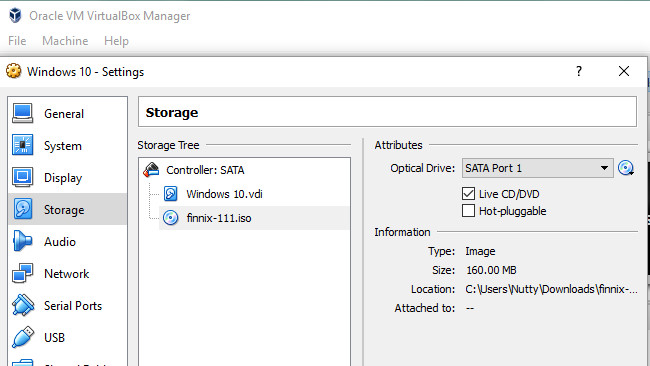 Oracle VM VirtualBox Manager
File Machine Help
Windows 10 - Settings
General
System
Display
Storage
Audio
Network
Serial Ports
USB
Storage
Storage Tree
Controller: SATA
Windows 10.vdi
finnix-111.iso
Attributes
Optical Drive: SATA Port 1
Live CD/DVD
Hot-pluggable
Information
Type: Image
Size: 160.00 MB
Location: C:\Users\Nutty\Downloads\finnix-...
Attached to: --